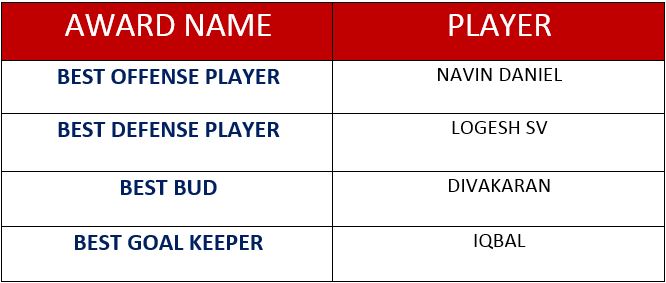 AWARD NAME PLAYER
BEST OFFENSE PLAYER NAVIN DANIEL
BEST DEFENSE PLAYER LOGESH SV
BEST BUD DIVAKARAN
BEST GOAL KEEPER IQBAL